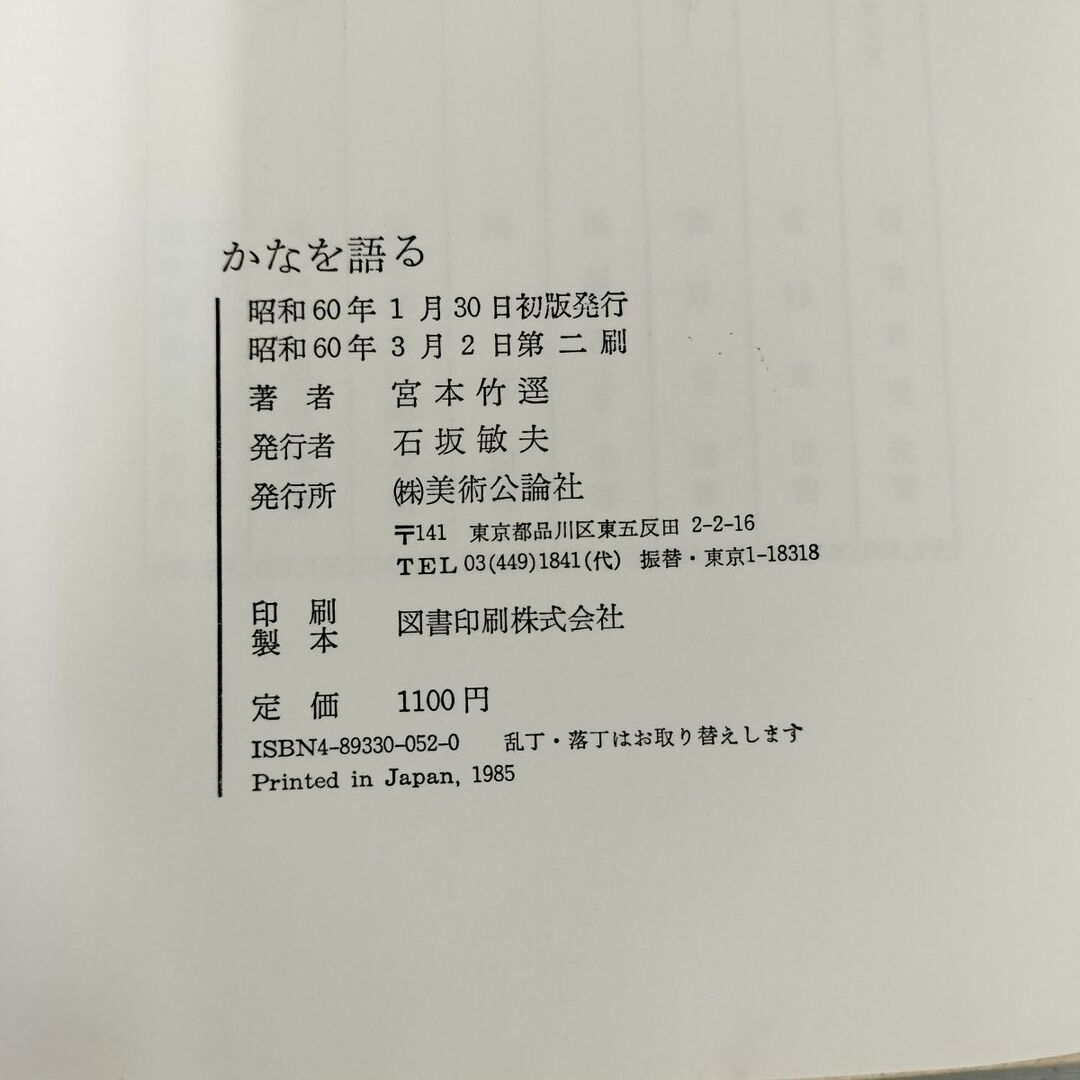 かなを語る
昭和60年1月30日初版発行
昭和60年3月2日第二刷
著者 宮本竹逕
発行者 石坂敏夫
発行所 ㈱美術公論社
〒141 東京都品川区東五反田 2-2-16
TEL 03(449)1841(代) 振替・東京1-18318
印刷
製本 図書印刷株式会社
定価 1100円
ISBN4-89330-052-0 乱丁・落丁はお取り替えします
Printed in Japan, 1985